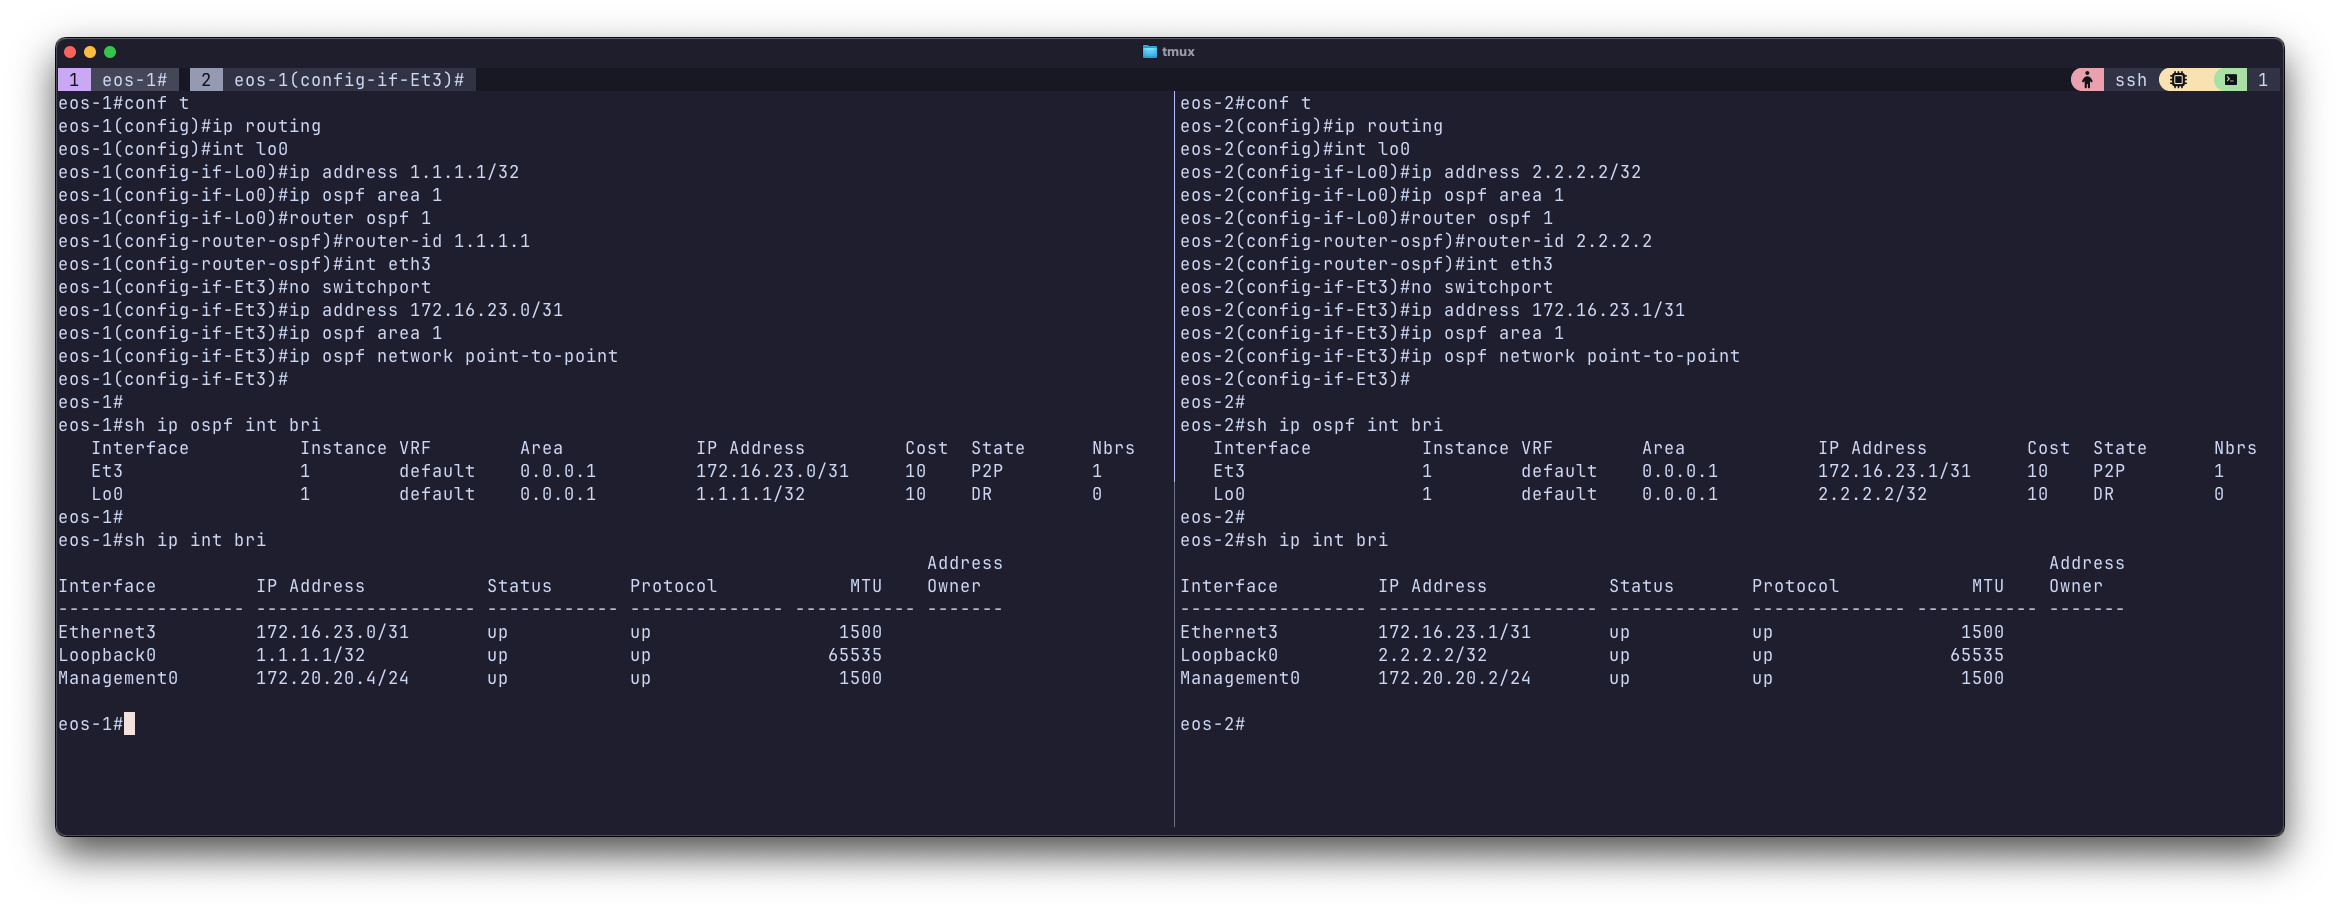 tmux
1 eos-1# 2 eos-1(config-if-Et3)# ssh 1
eos-1#conf t
eos-1(config)#ip routing
eos-1(config)#int lo0
eos-1(config-if-Lo0)#ip address 1.1.1.1/32
eos-1(config-if-Lo0)#ip ospf area 1
eos-1(config-if-Lo0)#router ospf 1
eos-1(config-router-ospf)#router-id 1.1.1.1
eos-1(config-router-ospf)#int eth3
eos-1(config-if-Et3)#no switchport
eos-1(config-if-Et3)#ip address 172.16.23.0/31
eos-1(config-if-Et3)#ip ospf area 1
eos-1(config-if-Et3)#ip ospf network point-to-point
eos-1(config-if-Et3)#
eos-1#
eos-1#sh ip ospf int bri
   Interface          Instance VRF        Area            IP Address         Cost  State      Nbrs
   Et3                1        default    0.0.0.1         172.16.23.0/31     10    P2P        1
   Lo0                1        default    0.0.0.1         1.1.1.1/32         10    DR         0
eos-1#
eos-1#sh ip int bri
                                                                               Address
Interface         IP Address           Status       Protocol            MTU    Owner
----------------- -------------------- ------------ -------------- ----------- -------
Ethernet3         172.16.23.0/31       up           up                 1500
Loopback0         1.1.1.1/32           up           up                65535
Management0       172.20.20.4/24       up           up                 1500
eos-1#
eos-2#conf t
eos-2(config)#ip routing
eos-2(config)#int lo0
eos-2(config-if-Lo0)#ip address 2.2.2.2/32
eos-2(config-if-Lo0)#ip ospf area 1
eos-2(config-if-Lo0)#router ospf 1
eos-2(config-router-ospf)#router-id 2.2.2.2
eos-2(config-router-ospf)#int eth3
eos-2(config-if-Et3)#no switchport
eos-2(config-if-Et3)#ip address 172.16.23.1/31
eos-2(config-if-Et3)#ip ospf area 1
eos-2(config-if-Et3)#ip ospf network point-to-point
eos-2(config-if-Et3)#
eos-2#
eos-2#sh ip ospf int bri
   Interface          Instance VRF        Area            IP Address         Cost  State      Nbrs
   Et3                1        default    0.0.0.1         172.16.23.1/31     10    P2P        1
   Lo0                1        default    0.0.0.1         2.2.2.2/32         10    DR         0
eos-2#
eos-2#sh ip int bri
                                                                               Address
Interface         IP Address           Status       Protocol            MTU    Owner
----------------- -------------------- ------------ -------------- ----------- -------
Ethernet3         172.16.23.1/31       up           up                 1500
Loopback0         2.2.2.2/32           up           up                65535
Management0       172.20.20.2/24       up           up                 1500
eos-2#